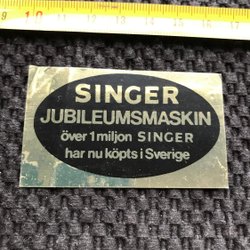 SINGER
JUBILEUMSMASKIN
över 1 miljon SINGER
har nu köpts i Sverige